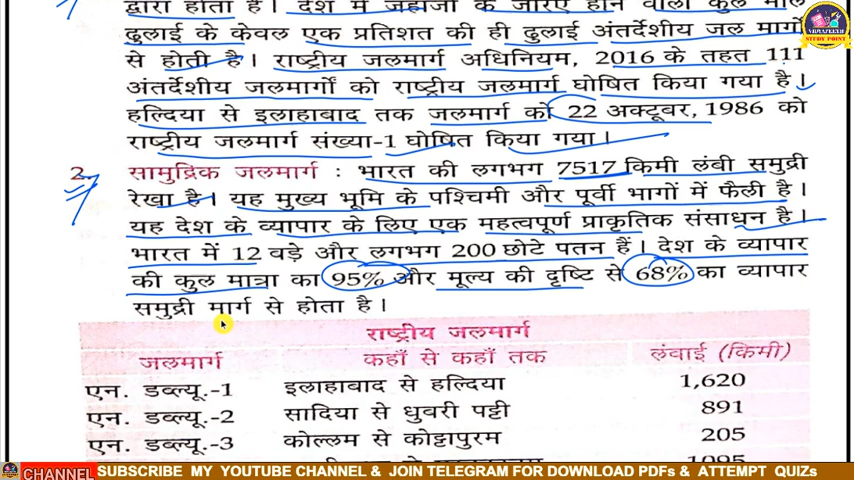 द्वारा होता है। देश में जहाजों के जरिए होने वाली कुल माल
ढुलाई के केवल एक प्रतिशत की ही ढुलाई अंतर्देशीय जल मार्गों
से होती है। राष्ट्रीय जलमार्ग अधिनियम, 2016 के तहत 111
अंतर्देशीय जलमार्गों को राष्ट्रीय जलमार्ग घोषित किया गया है।
हल्दिया से इलाहाबाद तक जलमार्ग को 22 अक्टूबर, 1986 को
राष्ट्रीय जलमार्ग संख्या-1 घोषित किया गया।
2. सामुद्रिक जलमार्ग : भारत की लगभग 7517 किमी लंबी समुद्री
रेखा है। यह मुख्य भूमि के पश्चिमी और पूर्वी भागों में फैली है।
यह देश के व्यापार के लिए एक महत्वपूर्ण प्राकृतिक संसाधन है।
भारत में 12 बड़े और लगभग 200 छोटे पतन हैं। देश के व्यापार
की कुल मात्रा का 95% और मूल्य की दृष्टि से 68% का व्यापार
समुद्री मार्ग से होता है।
राष्ट्रीय जलमार्ग
जलमार्ग कहाँ से कहाँ तक लंबाई (किमी)
एन. डब्ल्यू.-1 इलाहाबाद से हल्दिया 1,620
एन. डब्ल्यू.-2 सादिया से धुबरी पट्टी 891
एन. डब्ल्यू.-3 कोल्लम से कोट्टापुरम 205
1095
CHANNEL SUBSCRIBE MY YOUTUBE CHANNEL & JOIN TELEGRAM FOR DOWNLOAD PDFs & ATTEMPT QUIZs